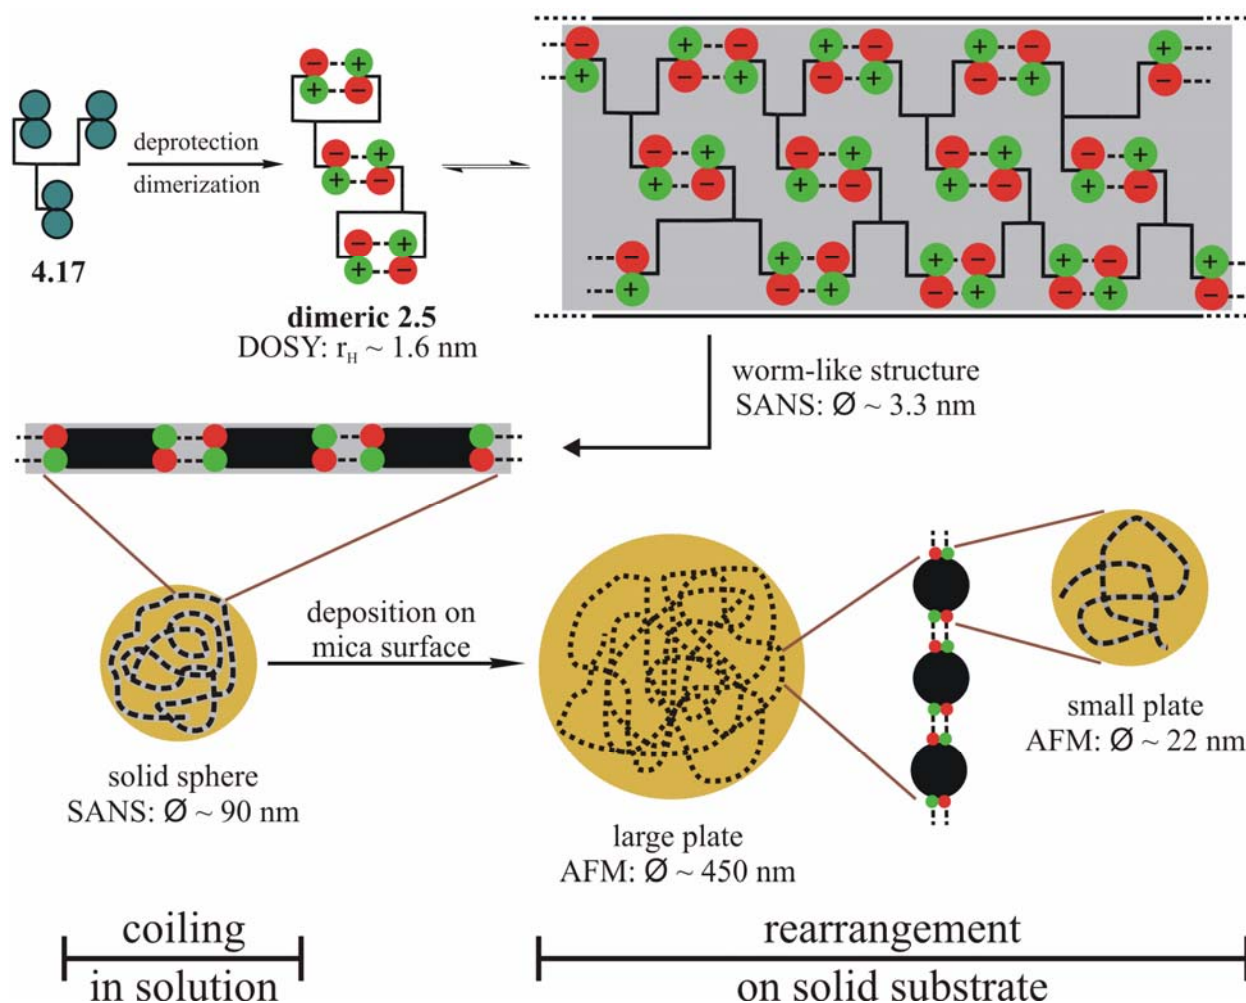 deprotection
dimerization
4.17
dimeric 2.5
DOSY: r_H ~ 1.6 nm
worm-like structure
SANS: Ø ~ 3.3 nm
deposition on
mica surface
solid sphere
SANS: Ø ~ 90 nm
large plate
AFM: Ø ~ 450 nm
small plate
AFM: Ø ~ 22 nm
coiling
in solution
rearrangement
on solid substrate